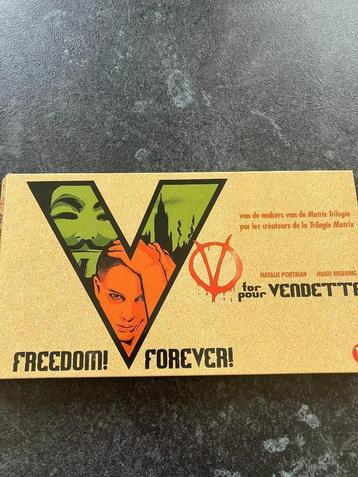 van de makers van de Matrix Trilogie
par les créateurs de la Trilogie Matrix
NATALIE PORTMAN HUGO WEAVING
V
for
pour VENDETTA
FREEDOM! FOREVER!